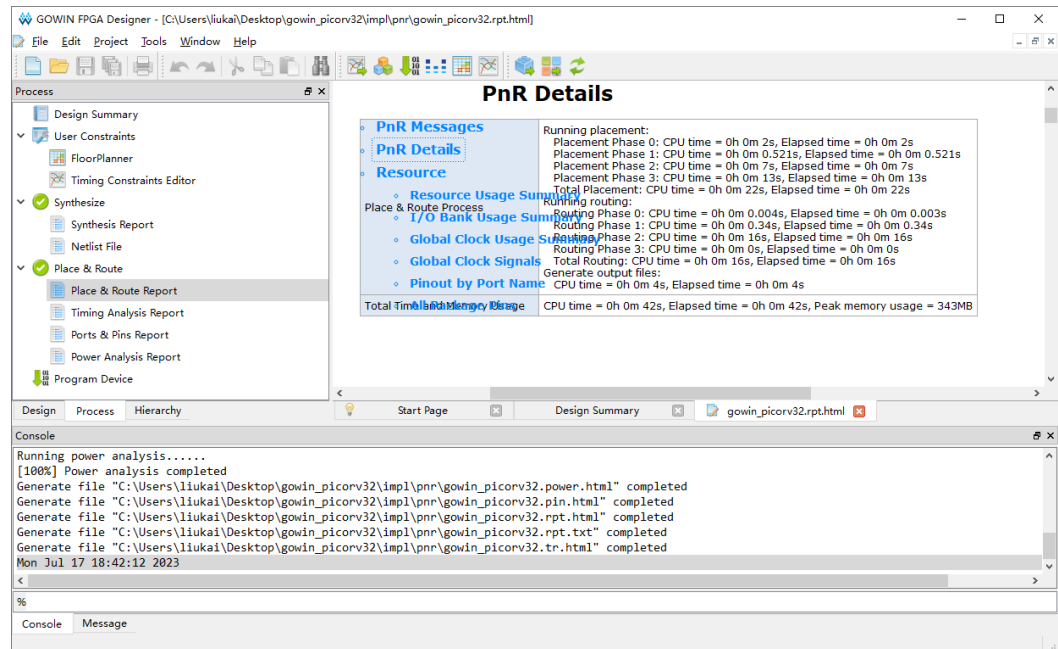 GOWIN FPGA Designer - [C:\Users\liukai\Desktop\gowin_picorv32\impl\pnr\gowin_picorv32.rpt.html]
File Edit Project Tools Window Help
Process
Design Summary
User Constraints
FloorPlanner
Timing Constraints Editor
Synthesize
Synthesis Report
Netlist File
Place & Route
Place & Route Report
Timing Analysis Report
Ports & Pins Report
Power Analysis Report
Program Device
Design Process Hierarchy
PnR Details
PnR Messages
PnR Details
Resource
Resource Usage Summary
I/O Bank Usage Summary
Global Clock Usage Summary
Global Clock Signals
Pinout by Port Name
All Package Pins
Place & Route Process
Running placement:
Placement Phase 0: CPU time = 0h 0m 2s, Elapsed time = 0h 0m 2s
Placement Phase 1: CPU time = 0h 0m 0.521s, Elapsed time = 0h 0m 0.521s
Placement Phase 2: CPU time = 0h 0m 7s, Elapsed time = 0h 0m 7s
Placement Phase 3: CPU time = 0h 0m 13s, Elapsed time = 0h 0m 13s
Total Placement: CPU time = 0h 0m 22s, Elapsed time = 0h 0m 22s
Running routing:
Routing Phase 0: CPU time = 0h 0m 0.004s, Elapsed time = 0h 0m 0.003s
Routing Phase 1: CPU time = 0h 0m 0.34s, Elapsed time = 0h 0m 0.34s
Routing Phase 2: CPU time = 0h 0m 16s, Elapsed time = 0h 0m 16s
Routing Phase 3: CPU time = 0h 0m 0s, Elapsed time = 0h 0m 0s
Total Routing: CPU time = 0h 0m 16s, Elapsed time = 0h 0m 16s
Generate output files:
CPU time = 0h 0m 4s, Elapsed time = 0h 0m 4s
Total Time and Memory Usage
CPU time = 0h 0m 42s, Elapsed time = 0h 0m 42s, Peak memory usage = 343MB
Start Page Design Summary gowin_picorv32.rpt.html
Console
Running power analysis......
[100%] Power analysis completed
Generate file "C:\Users\liukai\Desktop\gowin_picorv32\impl\pnr\gowin_picorv32.power.html" completed
Generate file "C:\Users\liukai\Desktop\gowin_picorv32\impl\pnr\gowin_picorv32.pin.html" completed
Generate file "C:\Users\liukai\Desktop\gowin_picorv32\impl\pnr\gowin_picorv32.rpt.html" completed
Generate file "C:\Users\liukai\Desktop\gowin_picorv32\impl\pnr\gowin_picorv32.rpt.txt" completed
Generate file "C:\Users\liukai\Desktop\gowin_picorv32\impl\pnr\gowin_picorv32.tr.html" completed
Mon Jul 17 18:42:12 2023
%
Console Message